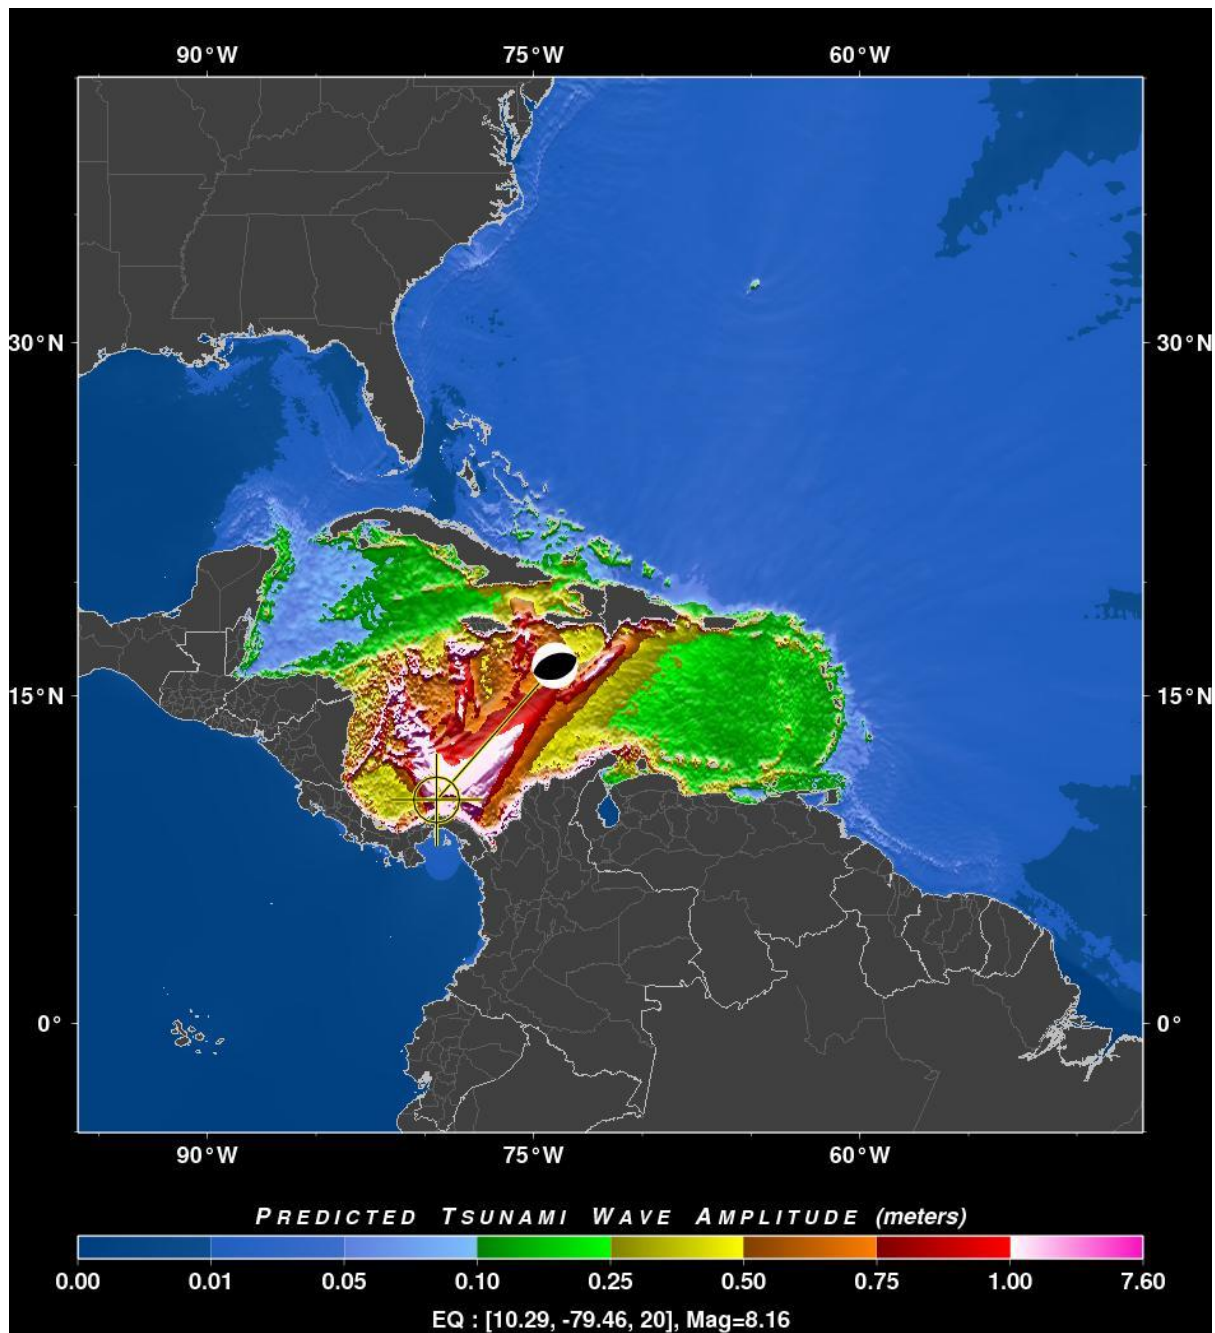 90°W 75°W 60°W
30°N 30°N
15°N 15°N
0° 0°
90°W 75°W 60°W
PREDICTED TSUNAMI WAVE AMPLITUDE (meters)
0.00 0.01 0.05 0.10 0.25 0.50 0.75 1.00 7.60
EQ : [10.29, -79.46, 20], Mag=8.16